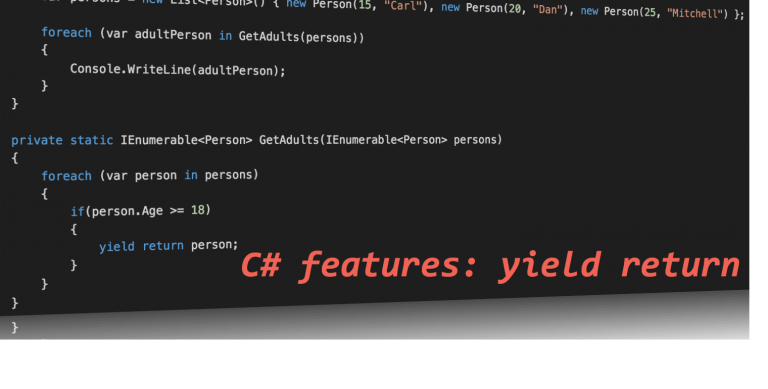 var persons = new List<Person>() { new Person(15, "Carl"), new Person(20, "Dan"), new Person(25, "Mitchell") };
foreach (var adultPerson in GetAdults(persons))
{
Console.WriteLine(adultPerson);
}
}
private static IEnumerable<Person> GetAdults(IEnumerable<Person> persons)
{
foreach (var person in persons)
{
if(person.Age >= 18)
{
yield return person;
}
}
}
}
C# features: yield return